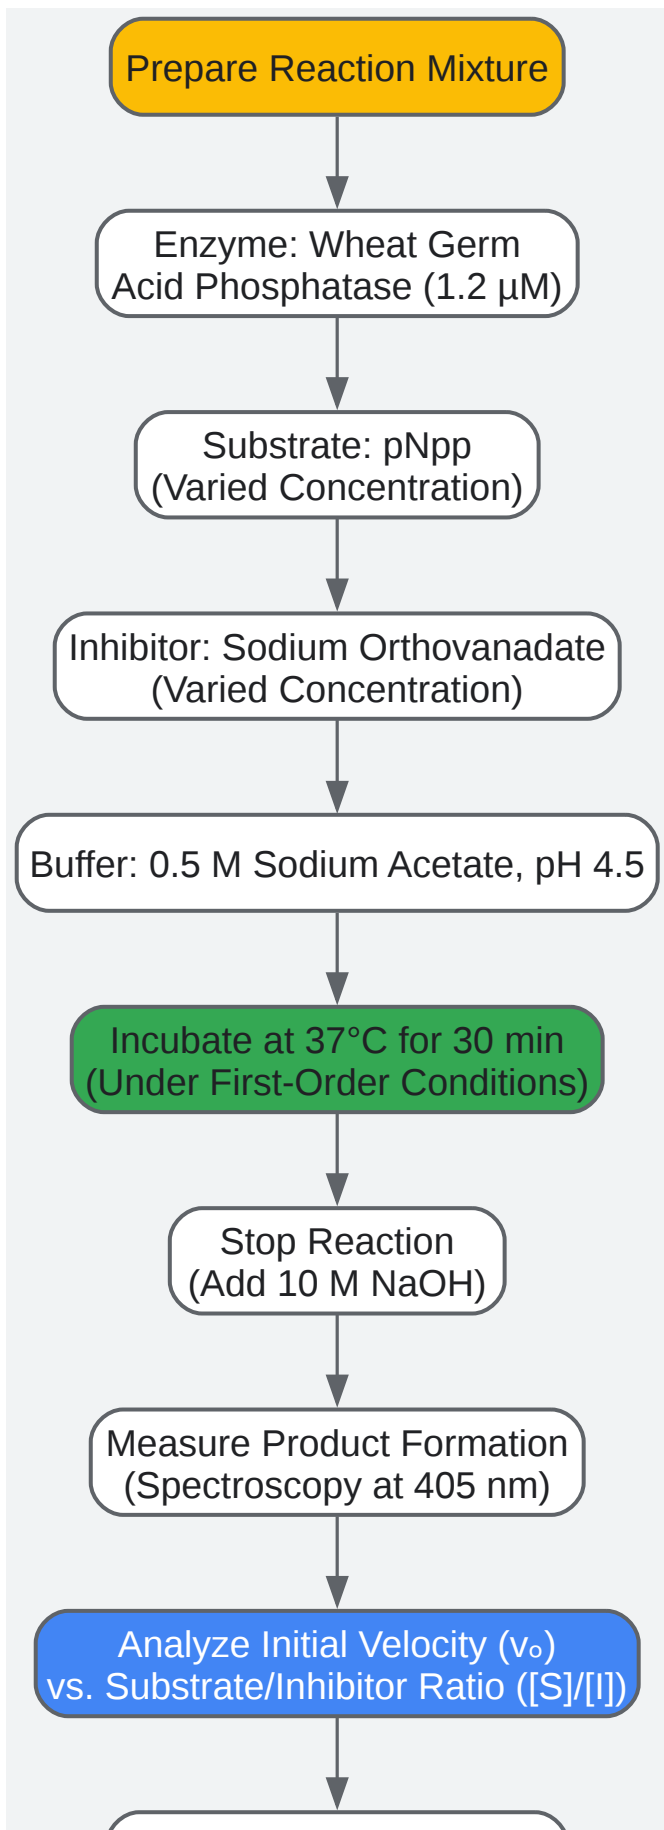 Prepare Reaction Mixture
Enzyme: Wheat Germ
Acid Phosphatase (1.2 µM)
Substrate: pNpp
(Varied Concentration)
Inhibitor: Sodium Orthovanadate
(Varied Concentration)
Buffer: 0.5 M Sodium Acetate, pH 4.5
Incubate at 37°C for 30 min
(Under First-Order Conditions)
Stop Reaction
(Add 10 M NaOH)
Measure Product Formation
(Spectroscopy at 405 nm)
Analyze Initial Velocity (vₒ)
vs. Substrate/Inhibitor Ratio ([S]/[I])